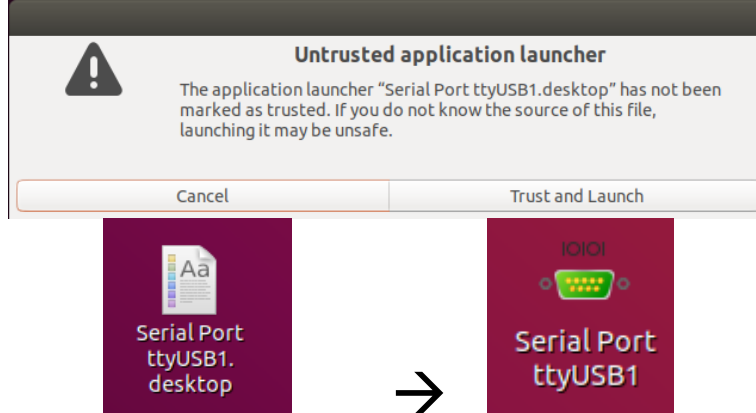 Untrusted application launcher
The application launcher “Serial Port ttyUSB1.desktop” has not been
marked as trusted. If you do not know the source of this file,
launching it may be unsafe.
Cancel
Trust and Launch
Aa
Serial Port
ttyUSB1.
desktop
→
IOIOI
Serial Port
ttyUSB1